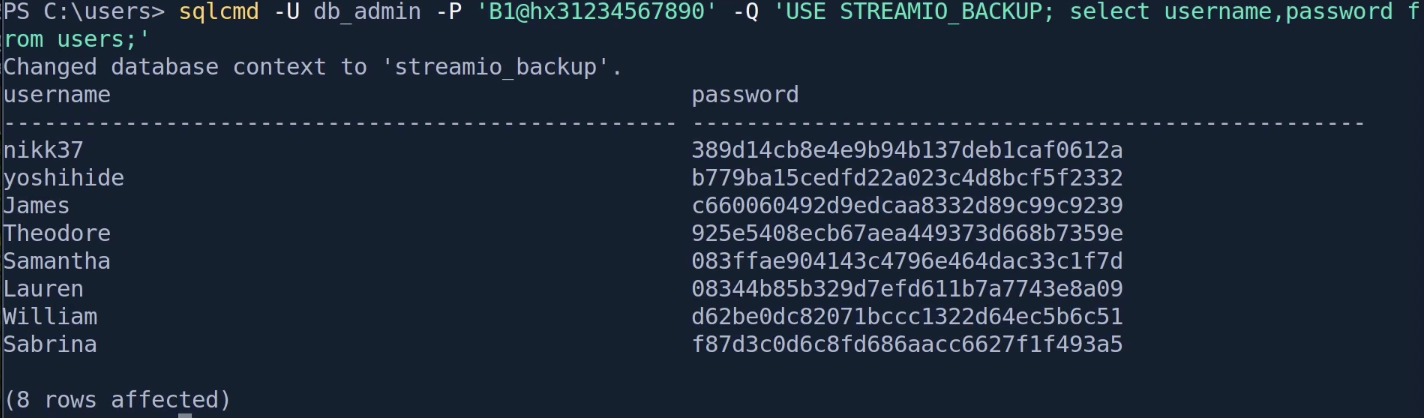 PS C:\users> sqlcmd -U db_admin -P 'B1@hx31234567890' -Q 'USE STREAMIO_BACKUP; select username,password f
rom users;'
Changed database context to 'streamio_backup'.
username                                           password
-------------------------------------------------- --------------------------------------------------
nikk37                                             389d14cb8e4e9b94b137deb1caf0612a
yoshihide                                          b779ba15cedfd22a023c4d8bcf5f2332
James                                              c660060492d9edcaa8332d89c99c9239
Theodore                                           925e5408ecb67aea449373d668b7359e
Samantha                                           083ffae904143c4796e464dac33c1f7d
Lauren                                             08344b85b329d7efd611b7a7743e8a09
William                                            d62be0dc82071bccc1322d64ec5b6c51
Sabrina                                            f87d3c0d6c8fd686aacc6627f1f493a5
(8 rows affected)